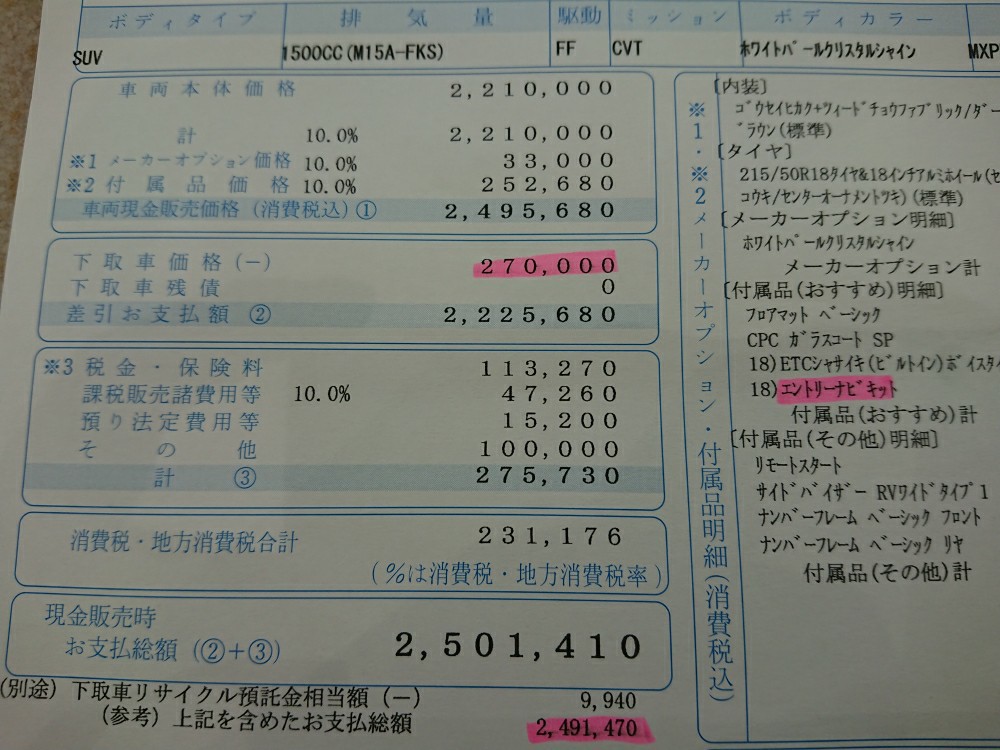 ボディタイプ 排気量 駆動 ミッション ボディカラー
SUV 1500CC(M15A-FKS) FF CVT ホワイトパールクリスタルシャイン MXP
車両本体価格 2,210,000
計 10.0% 2,210,000
※1 メーカーオプション価格 10.0% 33,000
※2 付属品価格 10.0% 252,680
車両現金販売価格(消費税込)① 2,495,680
下取車価格(−) 270,000
下取車残債 0
差引お支払額 ② 2,225,680
※3 税金・保険料 113,270
課税販売諸費用等 10.0% 47,260
預り法定費用等 15,200
その他 100,000
計 ③ 275,730
消費税・地方消費税合計 231,176
(%は消費税・地方消費税率)
現金販売時
お支払総額(②+③) 2,501,410
(別途) 下取車リサイクル預託金相当額(−) 9,940
(参考) 上記を含めたお支払総額 2,491,470
※1・※2メーカーオプション・付属品明細(消費税込)
[内装]
ゴウセイヒカク+ツィードチョウファブリック/ダー
ブラウン(標準)
[タイヤ]
215/50R18タイヤ&18インチアルミホイール(セ
コウキ/センターオーナメントツキ)(標準)
[メーカーオプション明細]
ホワイトパールクリスタルシャイン
メーカーオプション計
[付属品(おすすめ)明細]
フロアマット ベーシック
CPC ガラスコート SP
18)ETCシャサイキ(ビルトイン)ボイスタイ
18)エントリーナビキット
付属品(おすすめ)計
[付属品(その他)明細]
リモートスタート
サイドバイザー RVワイドタイプ1
ナンバーフレーム ベーシック フロント
ナンバーフレーム ベーシック リヤ
付属品(その他)計